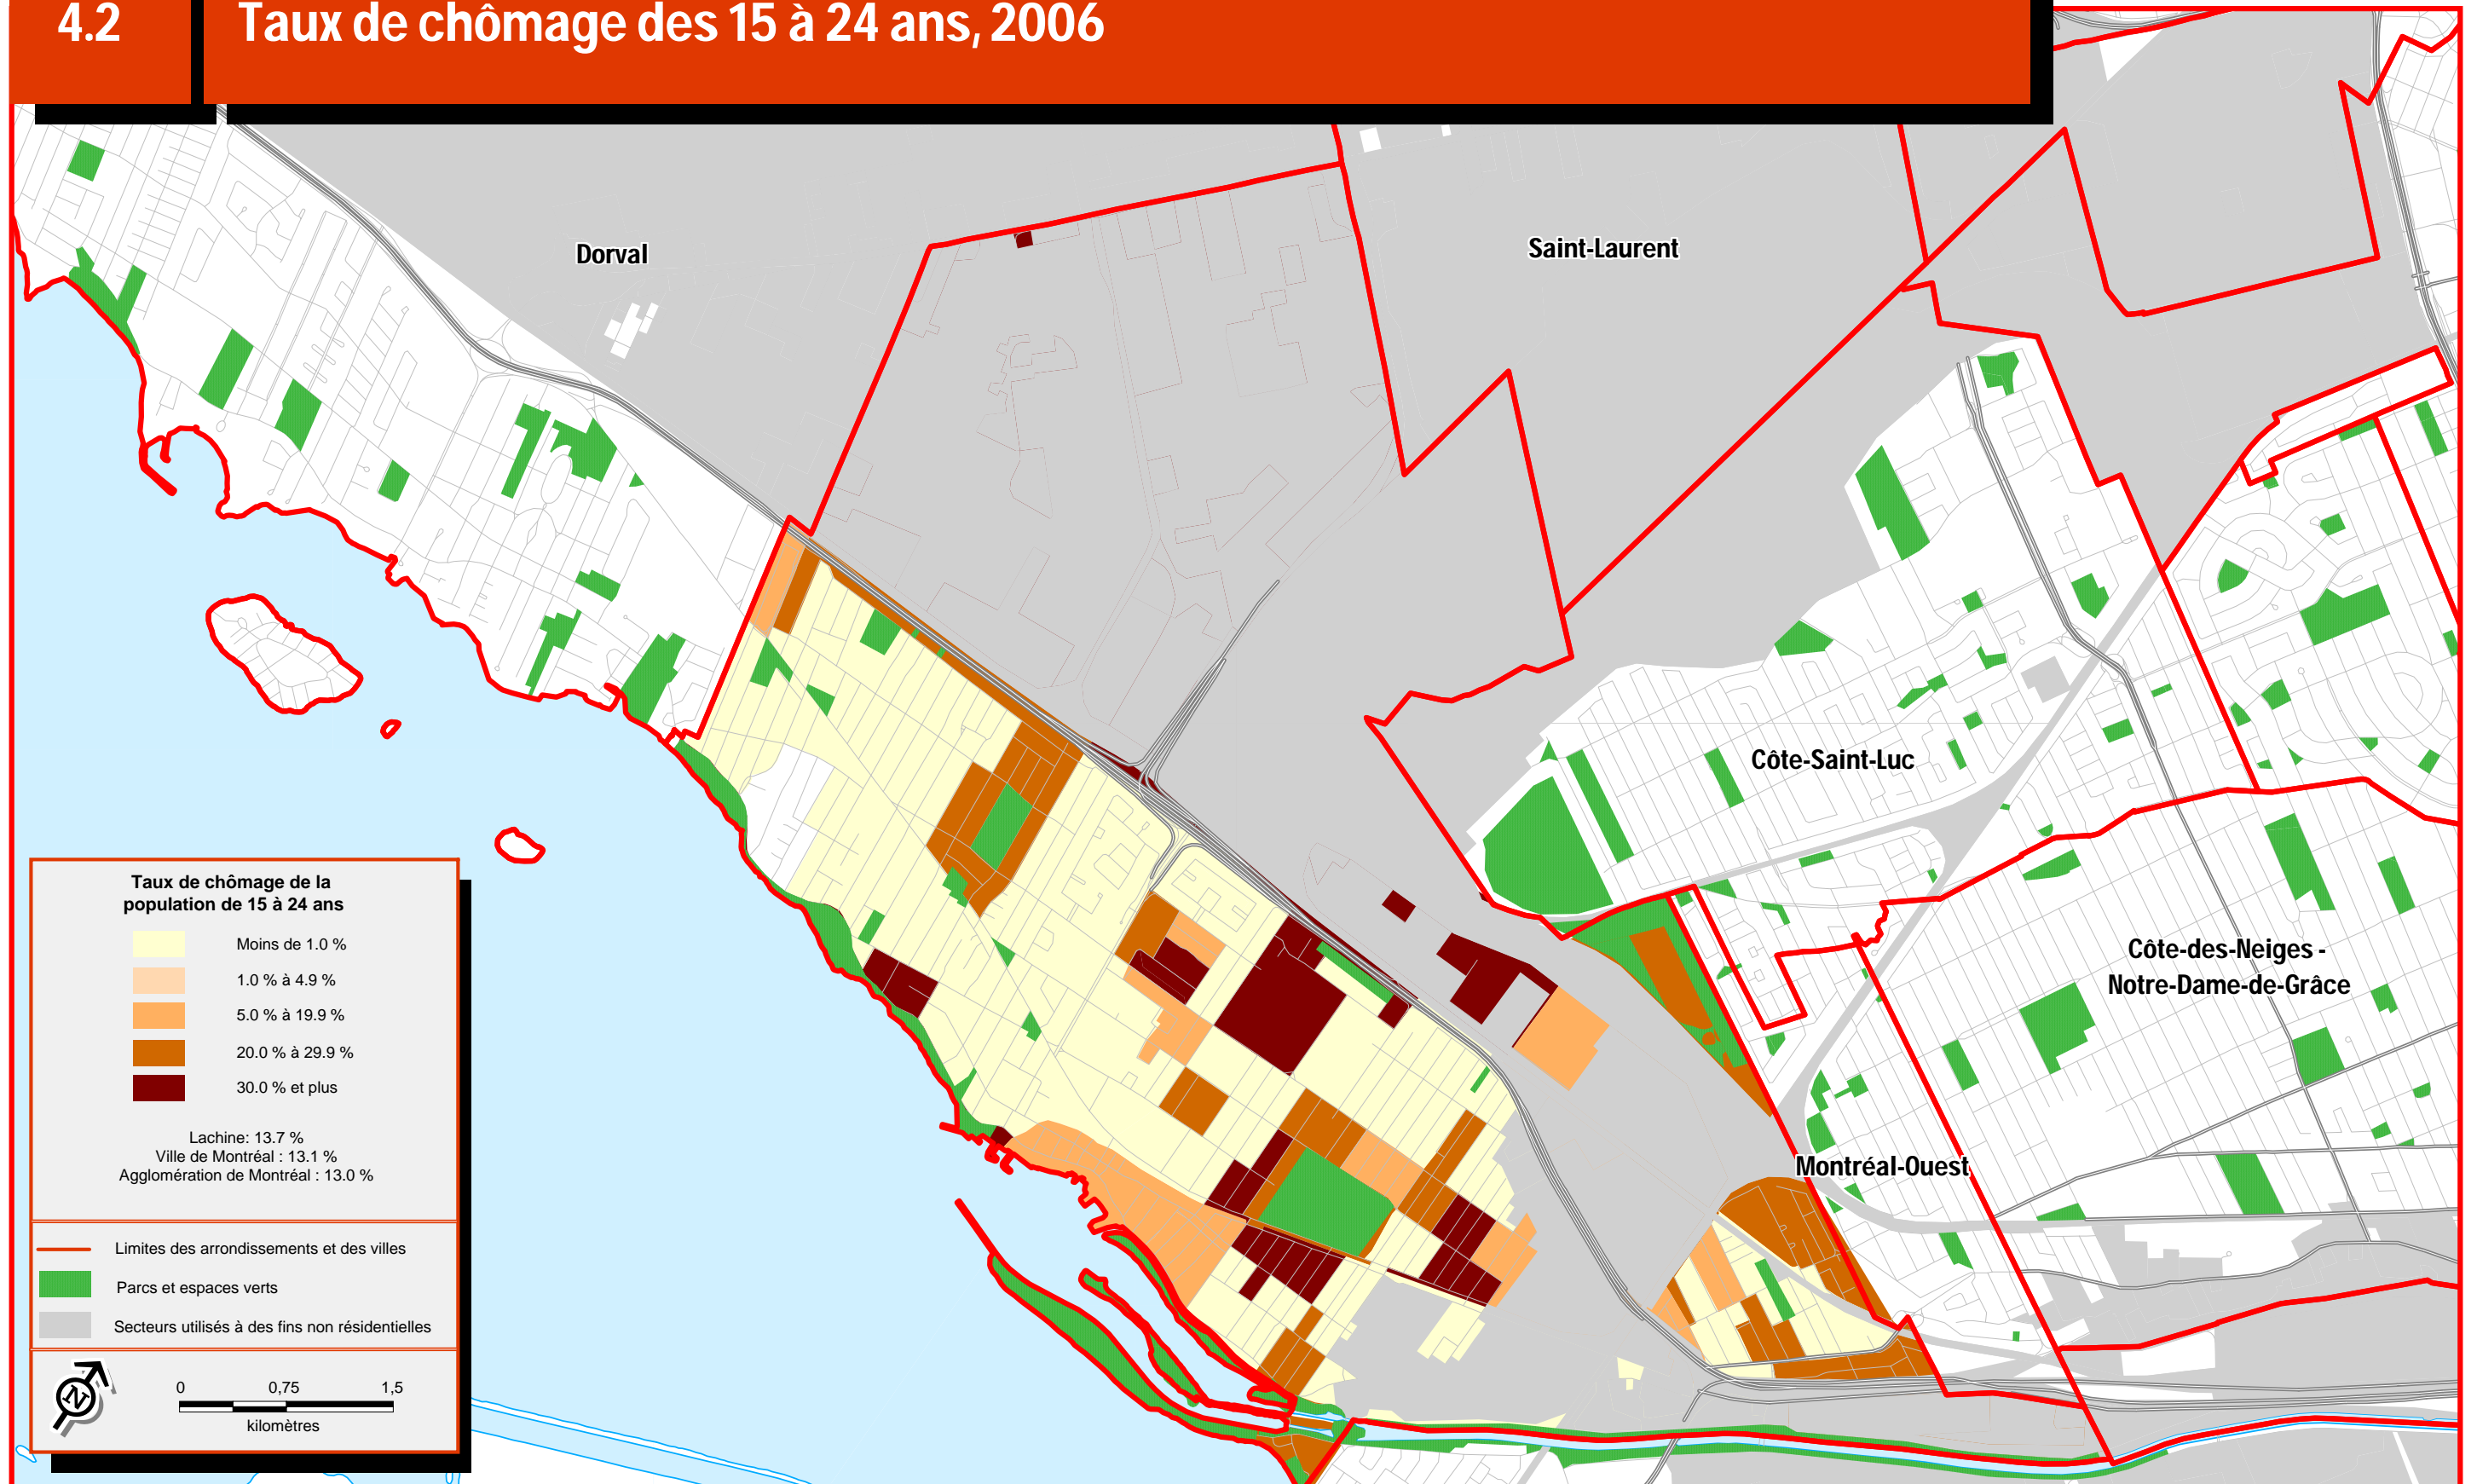 4.2
Taux de chômage des 15 à 24 ans, 2006
Dorval
Saint-Laurent
Côte-Saint-Luc
Côte-des-Neiges -
Notre-Dame-de-Grâce
Montréal-Ouest
Taux de chômage de la
population de 15 à 24 ans
Moins de 1.0 %
1.0 % à 4.9 %
5.0 % à 19.9 %
20.0 % à 29.9 %
30.0 % et plus
Lachine: 13.7 %
Ville de Montréal : 13.1 %
Agglomération de Montréal : 13.0 %
Limites des arrondissements et des villes
Parcs et espaces verts
Secteurs utilisés à des fins non résidentielles
N
0 0,75 1,5
kilomètres